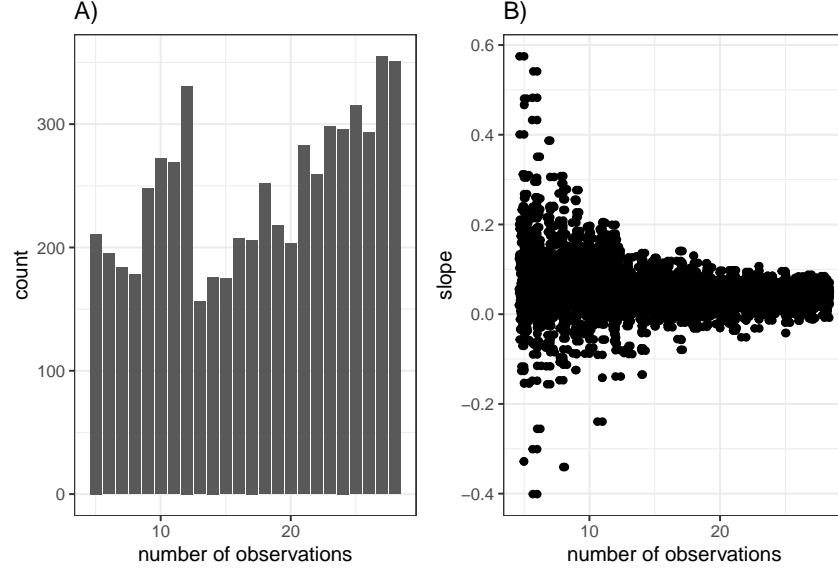 A)
300
200
100
0
10
20
count
number of observations
B)
0.6
0.4
0.2
0.0
−0.2
−0.4
10
20
slope
number of observations